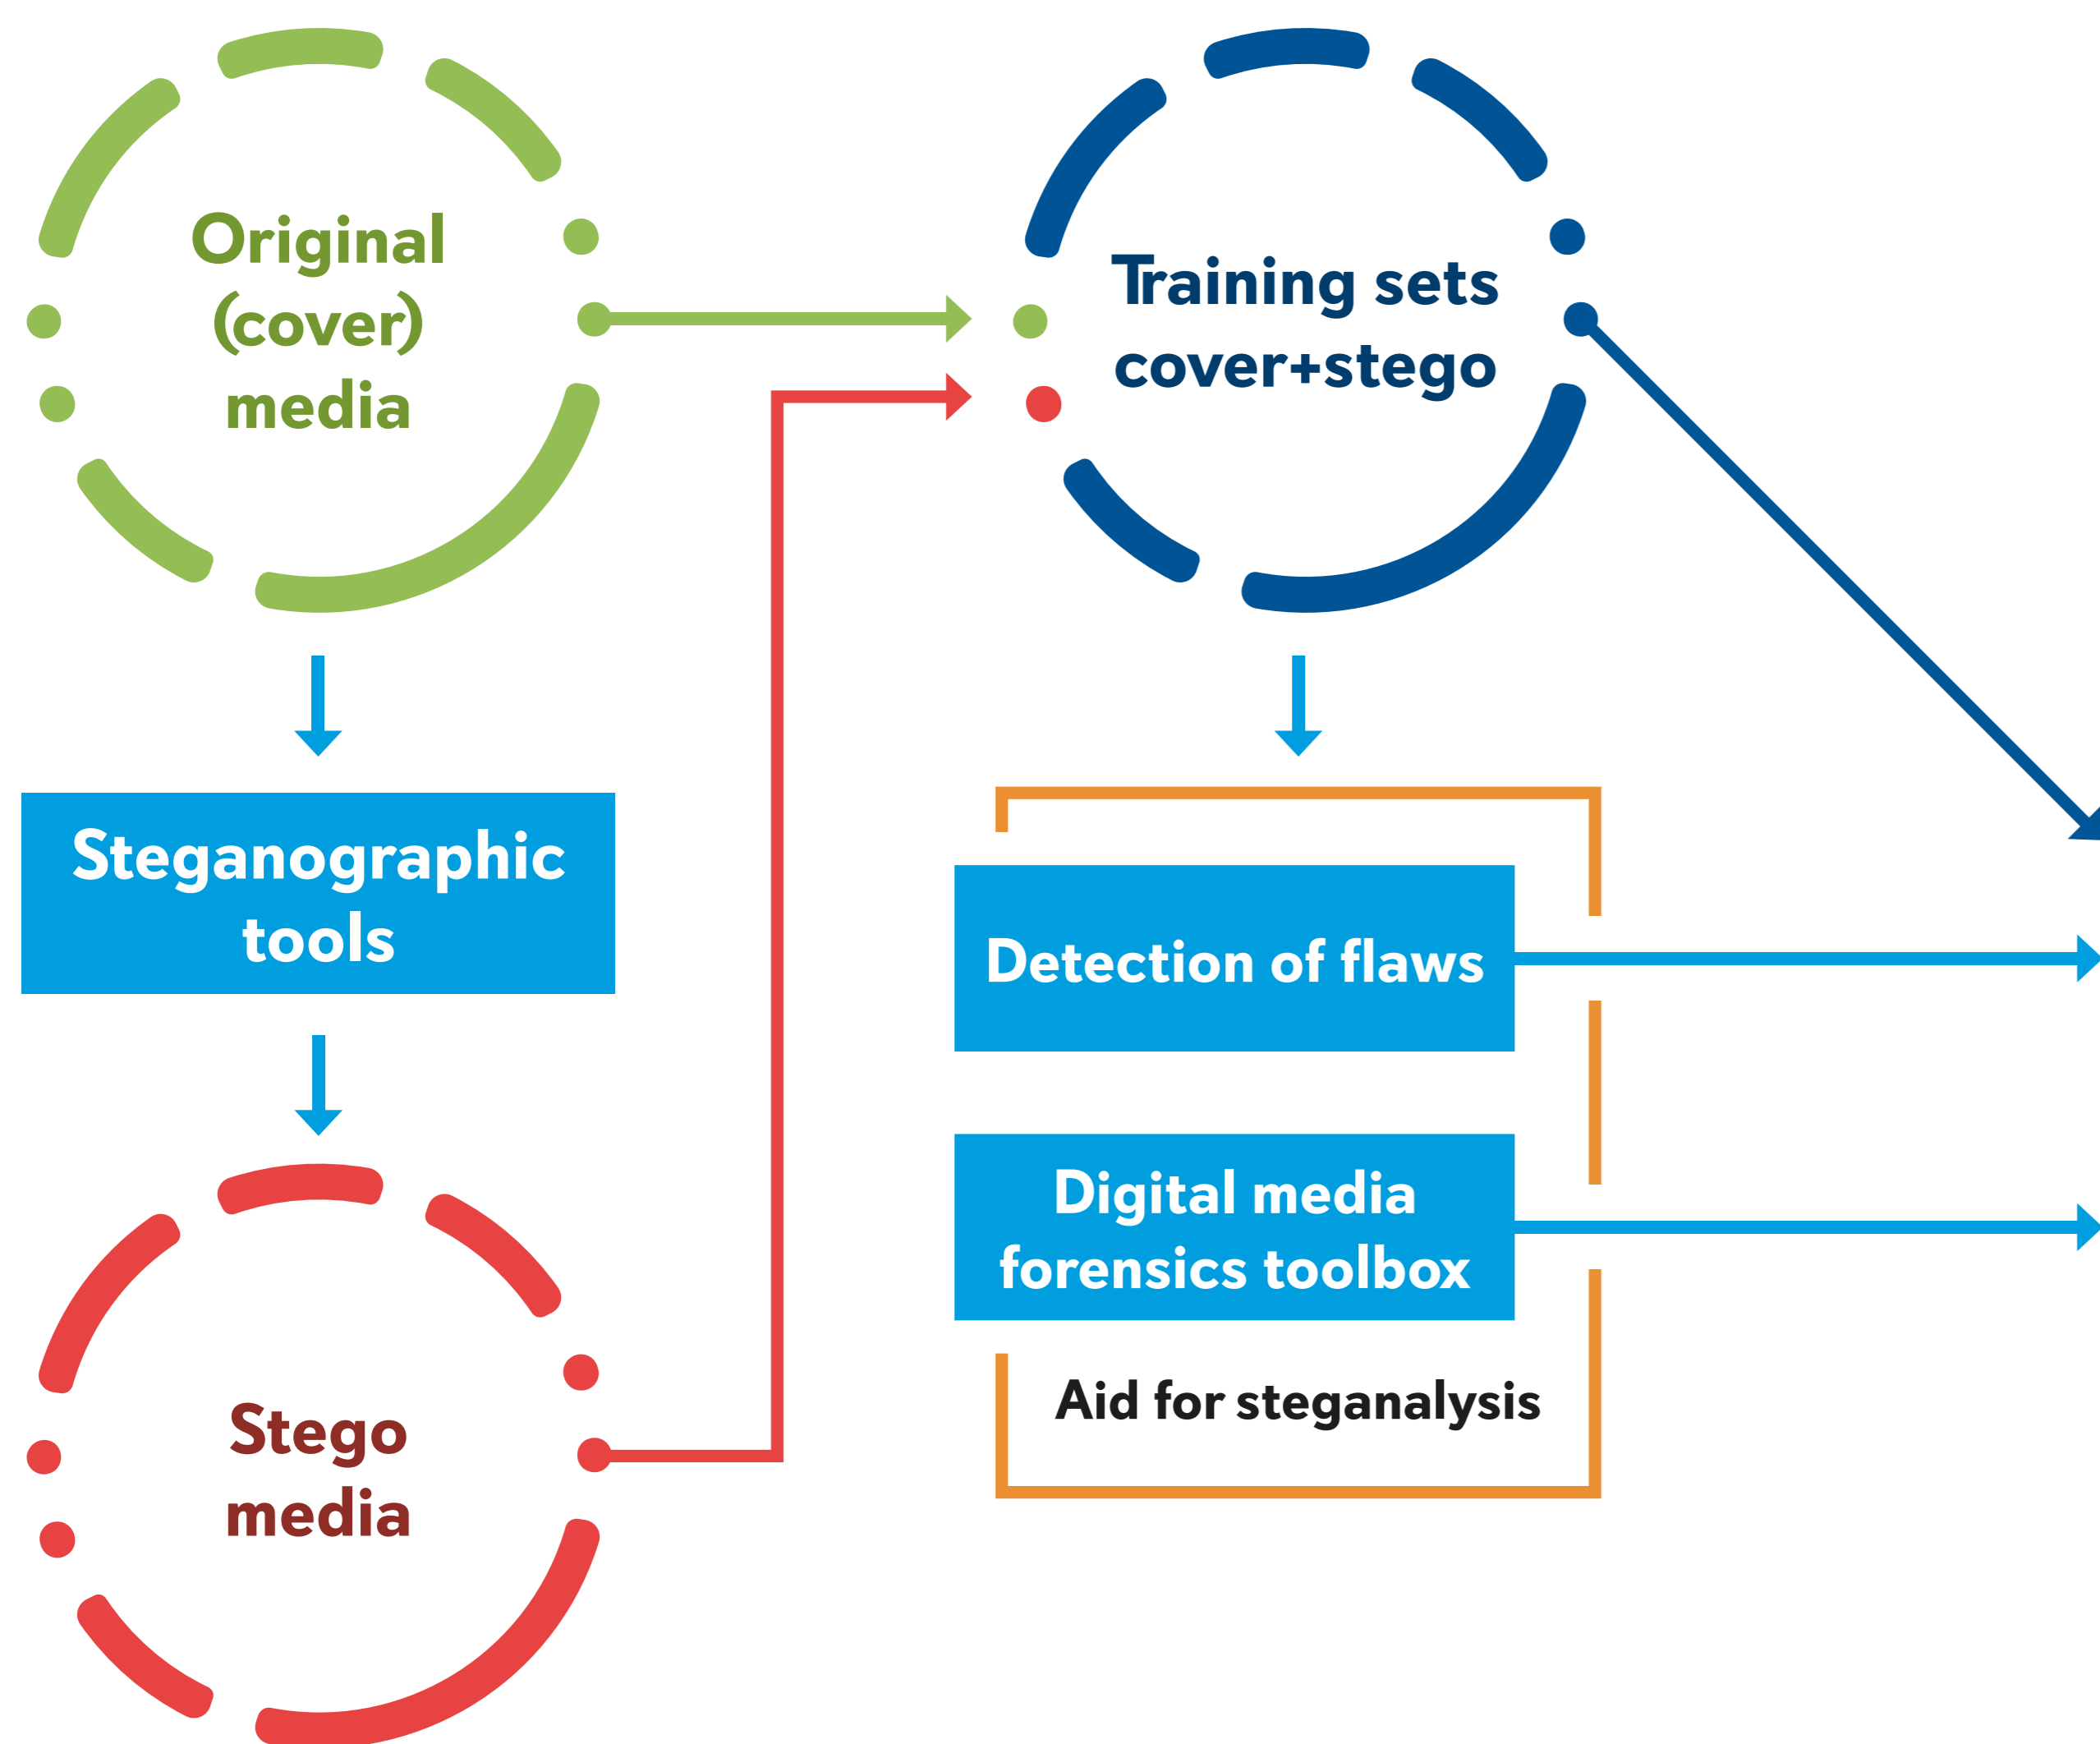 Original
(cover)
media
Training sets
cover+stego
Steganographic
tools
Detection of flaws
Digital media
forensics toolbox
Aid for steganalysis
Stego
media